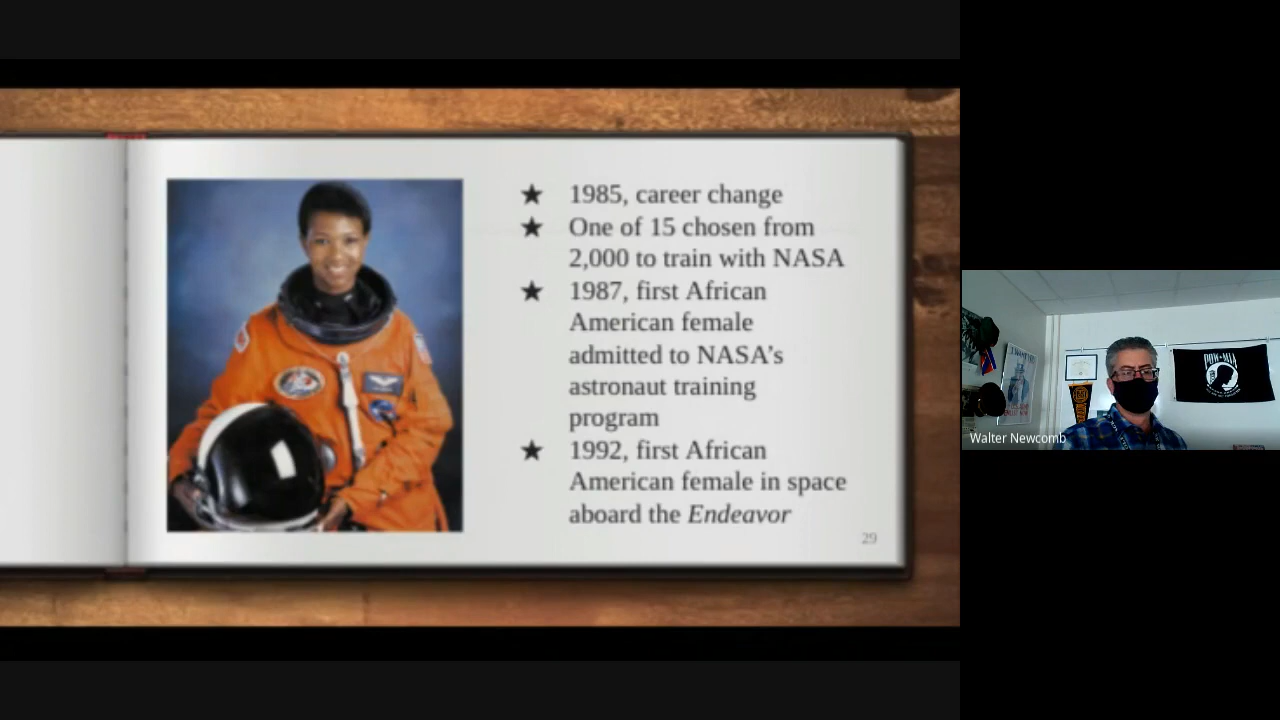 ★ 1985, career change
★ One of 15 chosen from
2,000 to train with NASA
★ 1987, first African
American female
admitted to NASA’s
astronaut training
program
★ 1992, first African
American female in space
aboard the Endeavor
29
POW★MIA
Walter Newcomb